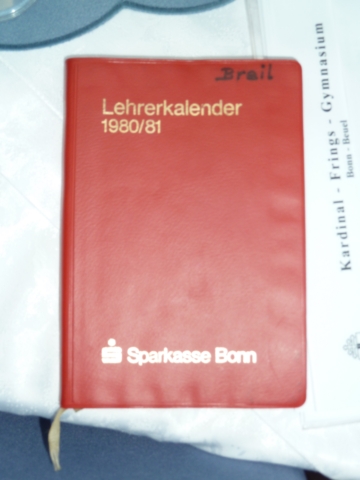 Breil
Lehrerkalender
1980/81
Sparkasse Bonn
Kardinal - Frings - Gymnasium
Bonn - Beuel